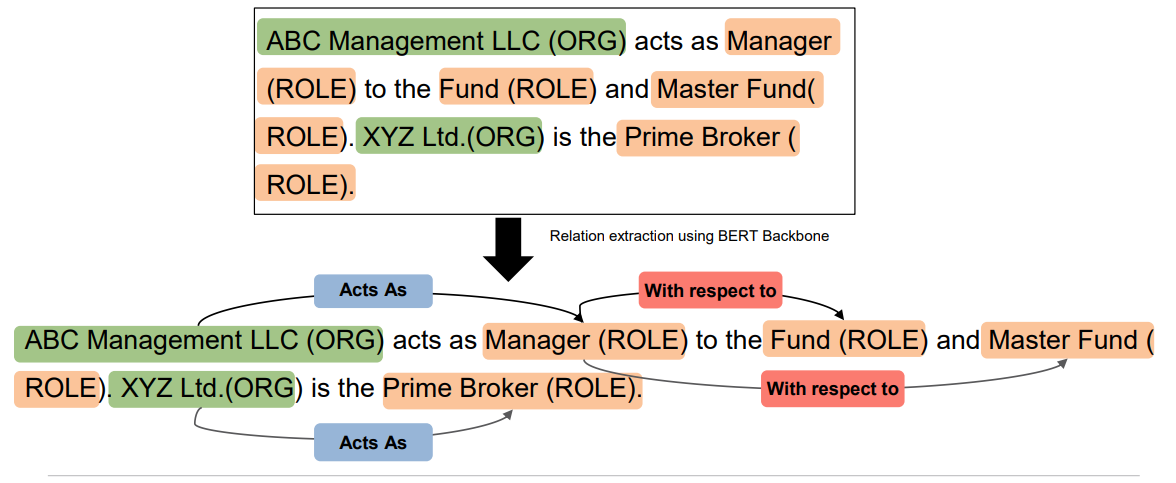 ABC Management LLC (ORG) acts as Manager
(ROLE) to the Fund (ROLE) and Master Fund(
ROLE). XYZ Ltd.(ORG) is the Prime Broker (
ROLE).
Relation extraction using BERT Backbone
Acts As
With respect to
ABC Management LLC (ORG) acts as Manager (ROLE) to the Fund (ROLE) and Master Fund (
ROLE). XYZ Ltd.(ORG) is the Prime Broker (ROLE).
With respect to
Acts As